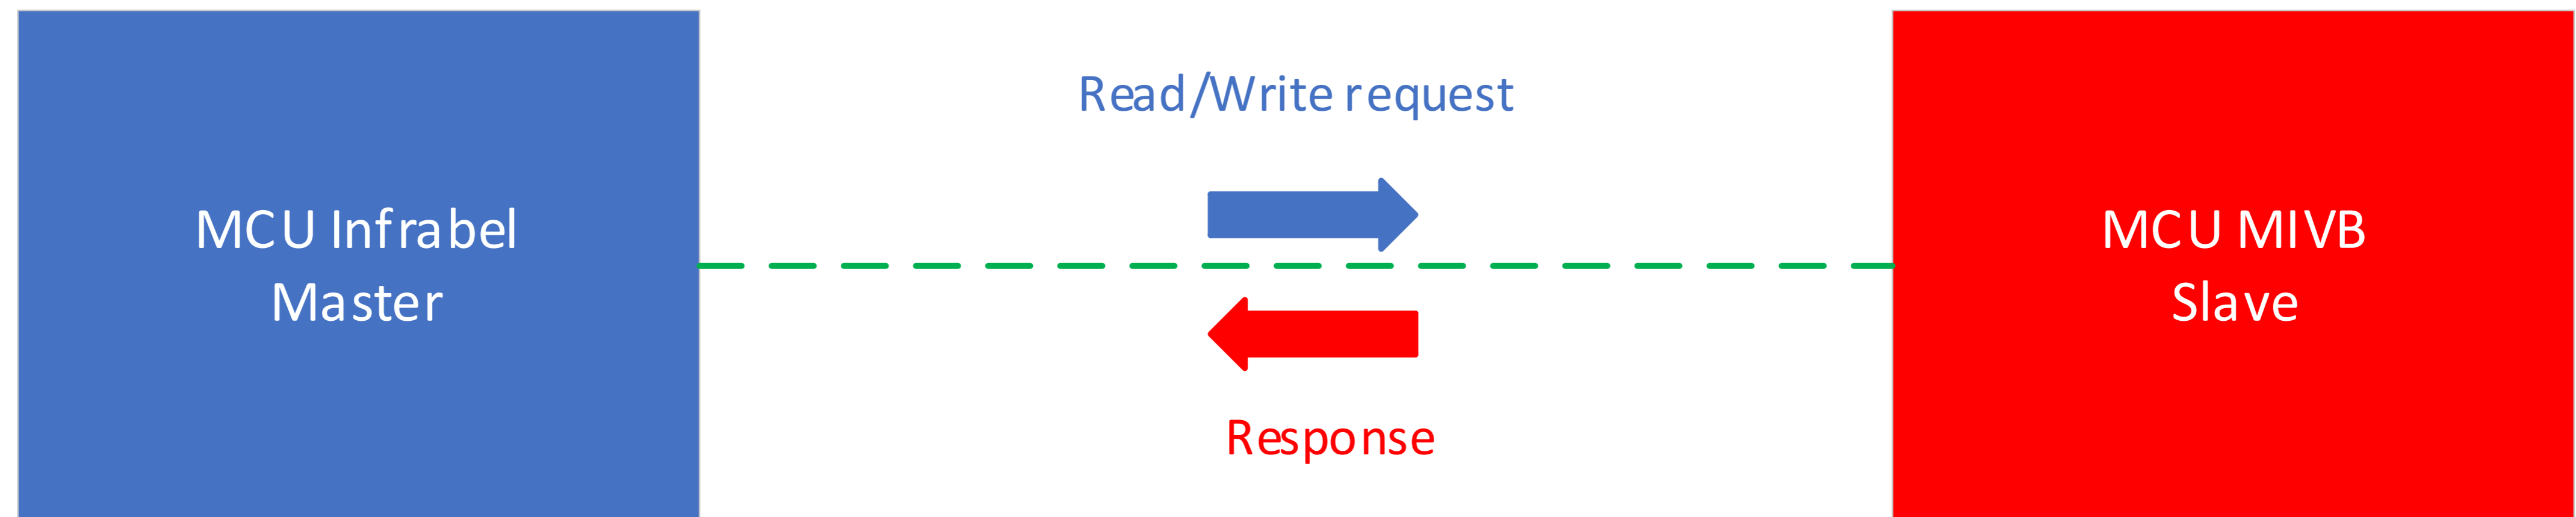 Read/Write request
MCU Infrabel
Master
MCU MIVB
Slave
Response